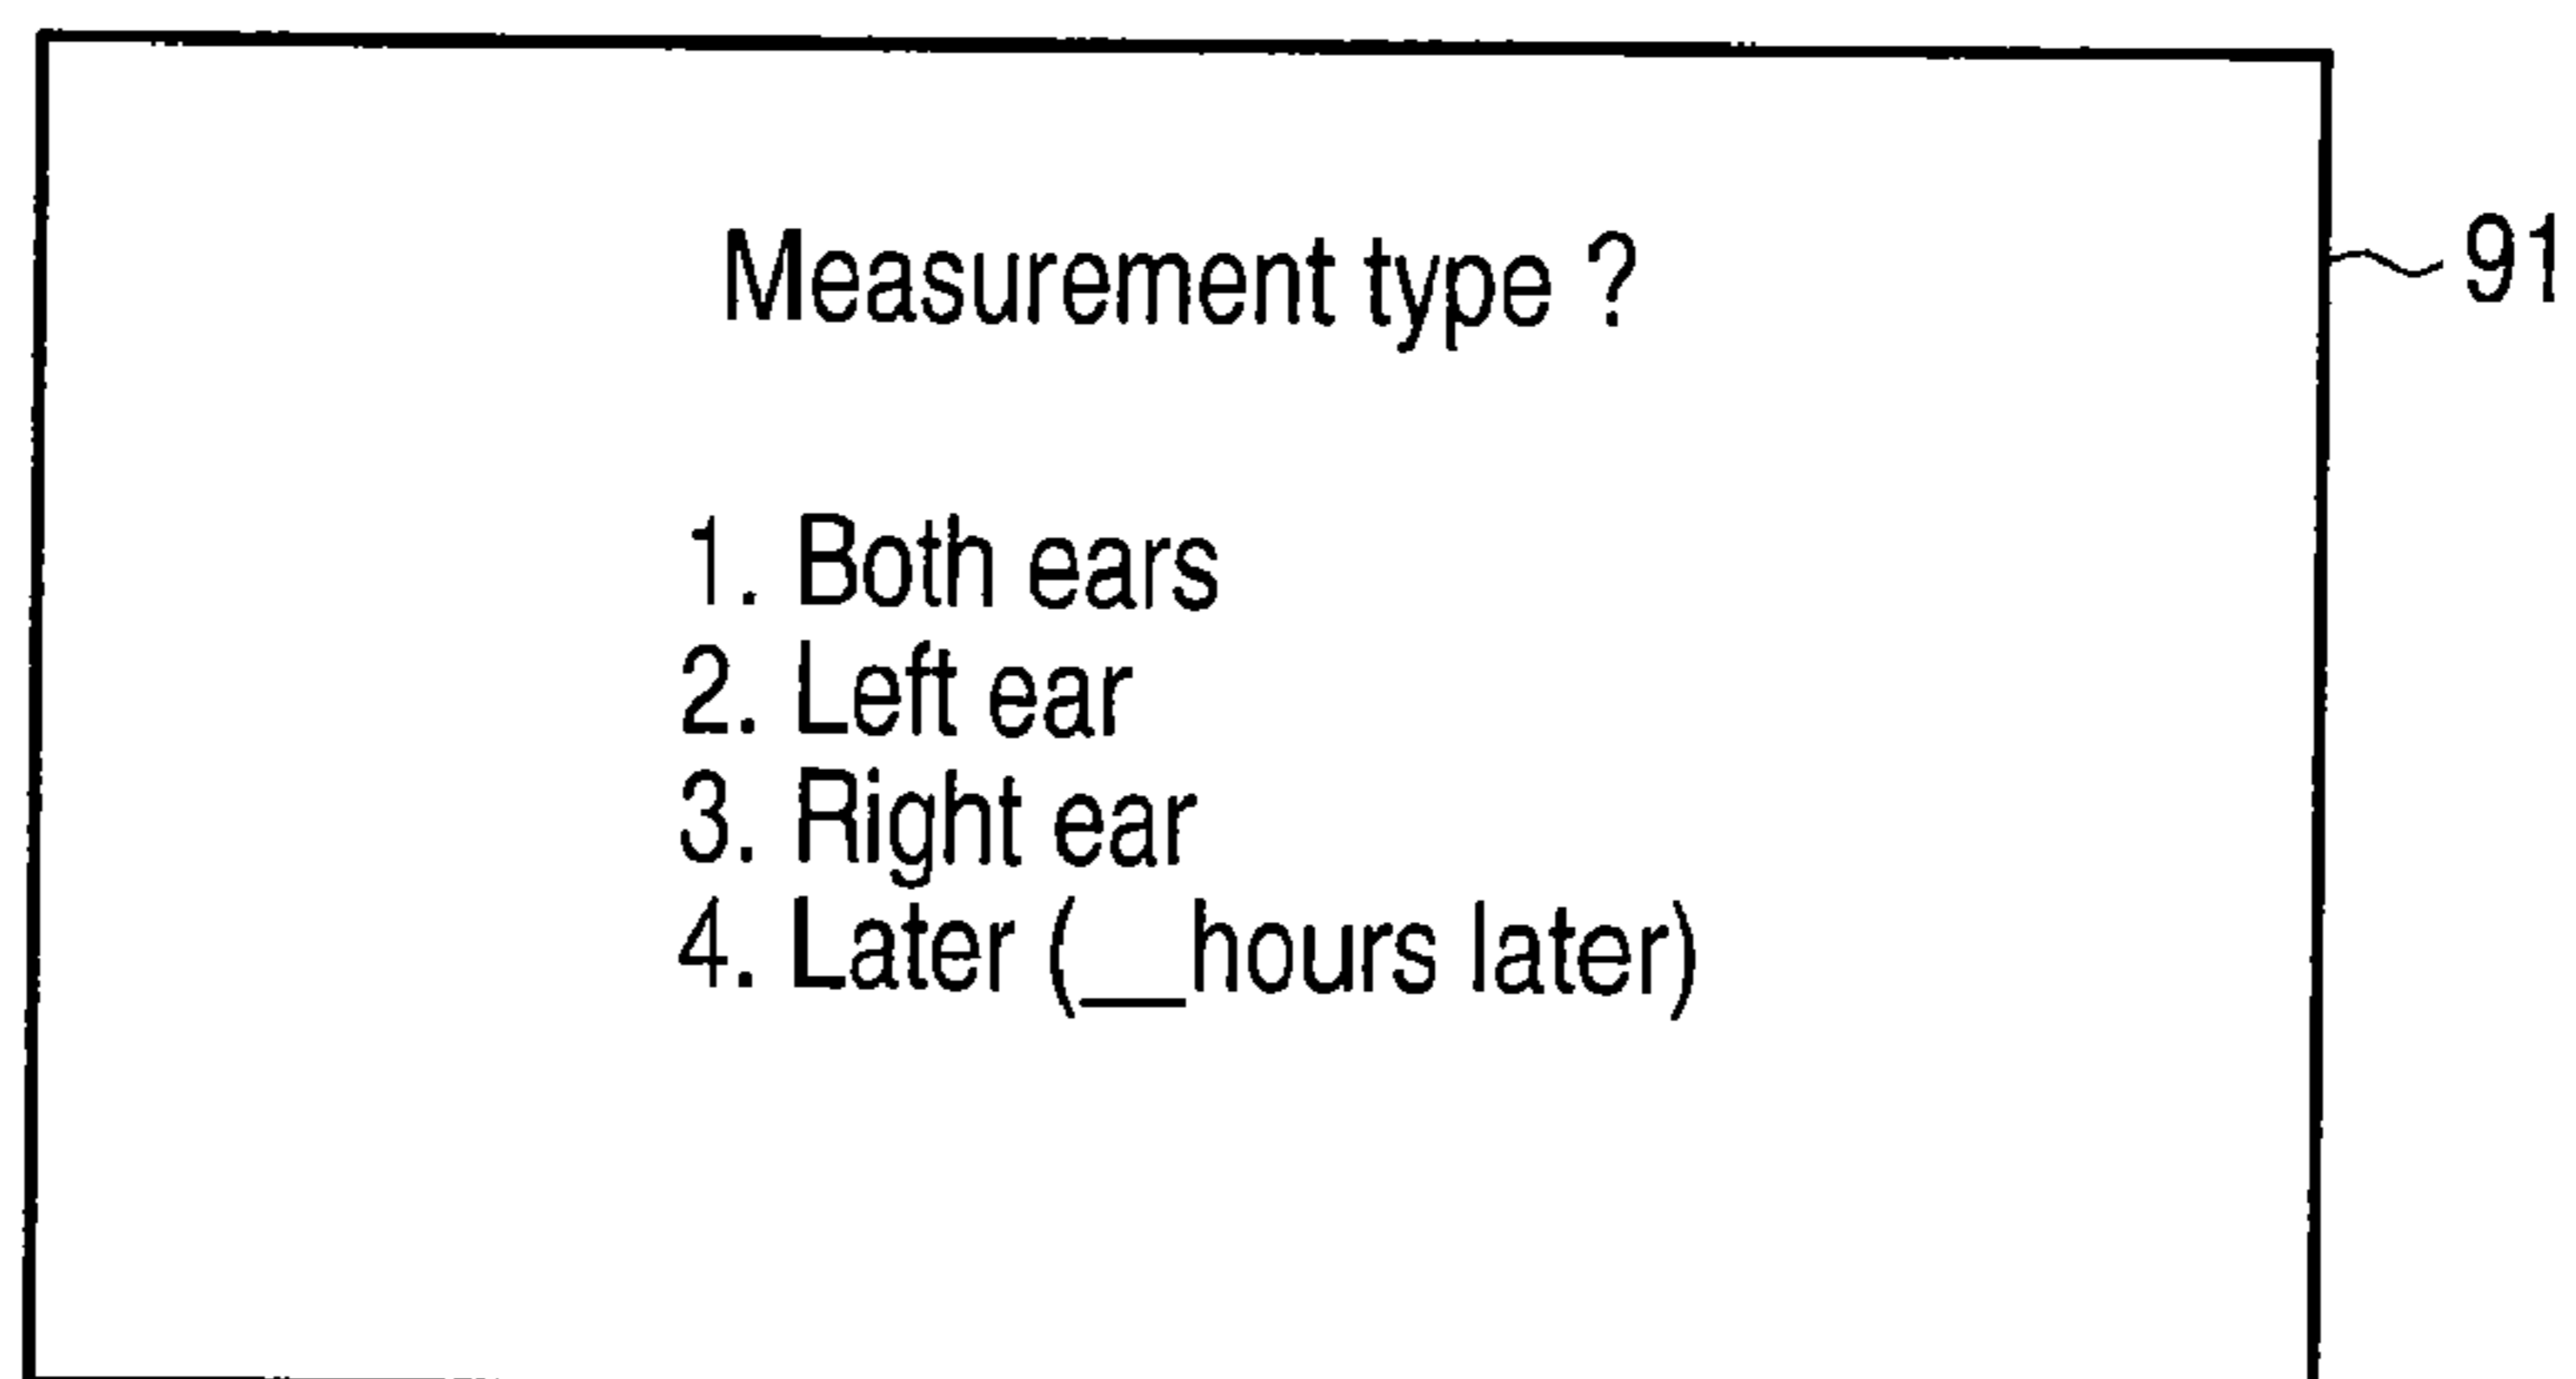 Measurement type ?
91
1. Both ears
2. Left ear
3. Right ear
4. Later (__hours later)